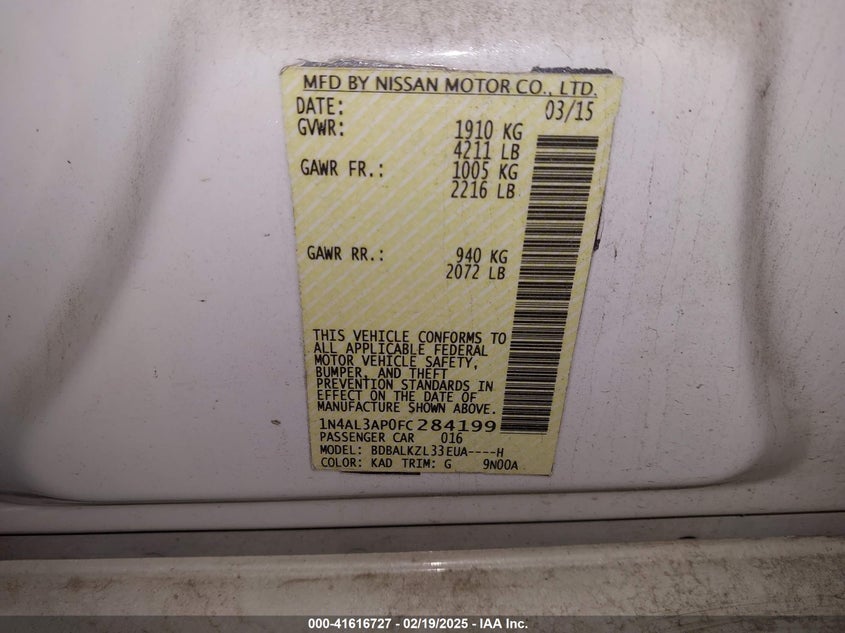 MFD BY NISSAN MOTOR CO., LTD.
DATE: 03/15
GVWR: 1910 KG
4211 LB
GAWR FR.: 1005 KG
2216 LB
GAWR RR.: 940 KG
2072 LB
THIS VEHICLE CONFORMS TO
ALL APPLICABLE FEDERAL
MOTOR VEHICLE SAFETY,
BUMPER, AND THEFT
PREVENTION STANDARDS IN
EFFECT ON THE DATE OF
MANUFACTURE SHOWN ABOVE.
1N4AL3AP0FC284199
PASSENGER CAR 016
MODEL: BDBALKZL33EUA----H
COLOR: KAD TRIM: G 9N00A
000-41616727 - 02/19/2025 - IAA Inc.